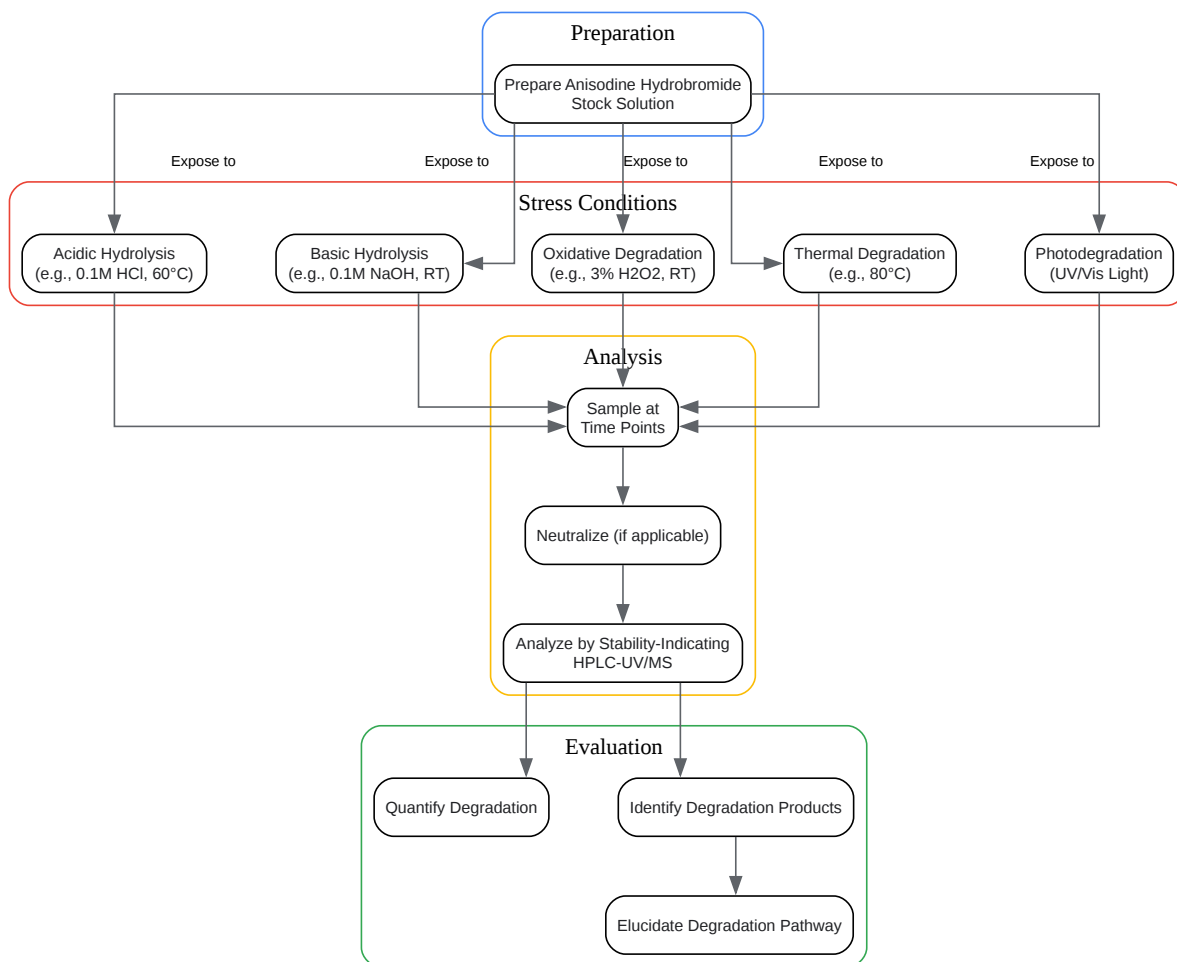 Preparation
Prepare Anisodine Hydrobromide
Stock Solution
Expose to
Expose to
Expose to
Expose to
Expose to
Stress Conditions
Acidic Hydrolysis
(e.g., 0.1M HCl, 60°C)
Basic Hydrolysis
(e.g., 0.1M NaOH, RT)
Oxidative Degradation
(e.g., 3% H2O2, RT)
Thermal Degradation
(e.g., 80°C)
Photodegradation
(UV/Vis Light)
Analysis
Sample at
Time Points
Neutralize (if applicable)
Analyze by Stability-Indicating
HPLC-UV/MS
Evaluation
Quantify Degradation
Identify Degradation Products
Elucidate Degradation Pathway